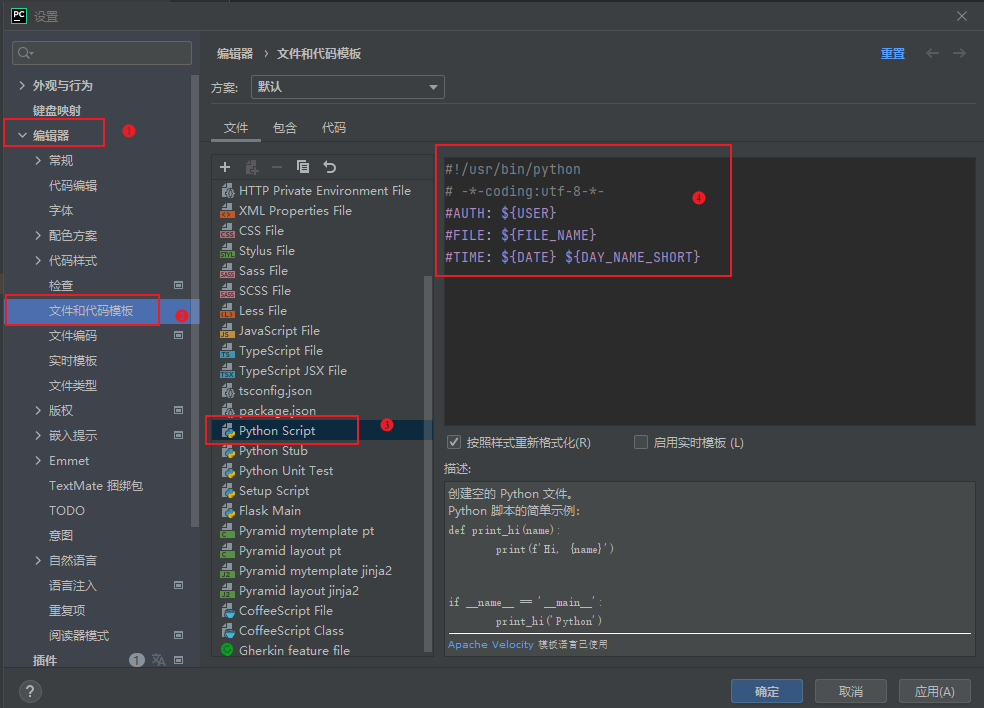 PC 设置
编辑器 › 文件和代码模板
重置
方案: 默认
外观与行为
键盘映射
编辑器
1
常规
代码编辑
字体
配色方案
代码样式
检查
文件和代码模板
文件编码
实时模板
文件类型
版权
嵌入提示
Emmet
TextMate 捆绑包
TODO
意图
自然语言
语言注入
重复项
阅读器模式
插件 1
文件 包含 代码
HTTP Private Environment File
XML Properties File
CSS File
Stylus File
Sass File
SCSS File
Less File
JavaScript File
TypeScript File
TypeScript JSX File
tsconfig.json
package.json
Python Script
3
Python Stub
Python Unit Test
Setup Script
Flask Main
Pyramid mytemplate pt
Pyramid layout pt
Pyramid mytemplate jinja2
Pyramid layout jinja2
CoffeeScript File
CoffeeScript Class
Gherkin feature file
#!/usr/bin/python
# -*-coding:utf-8-*-
4
#AUTH: ${USER}
#FILE: ${FILE_NAME}
#TIME: ${DATE} ${DAY_NAME_SHORT}
按照样式重新格式化(R) 启用实时模板 (L)
描述:
创建空的 Python 文件。
Python 脚本的简单示例:
def print_hi(name):
print(f'Hi, {name}')
if __name__ == '__main__':
print_hi('Python')
Apache Velocity 模板语言已使用
?
确定 取消 应用(A)